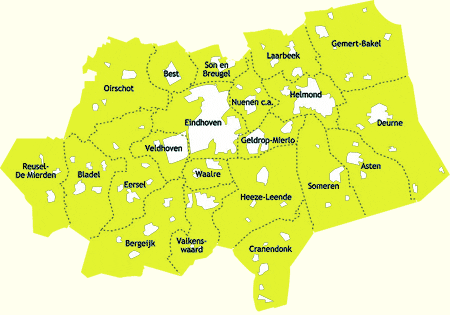 Gemert-Bakel
Laarbeek
Son en
Breugel
Best
Oirschot
Helmond
Nuenen c.a.
Eindhoven
Deurne
Geldrop-Mierlo
Veldhoven
Asten
Reusel-
De Mierden
Bladel
Waalre
Eersel
Someren
Heeze-Leende
Bergeijk
Valkens-
waard
Cranendonk